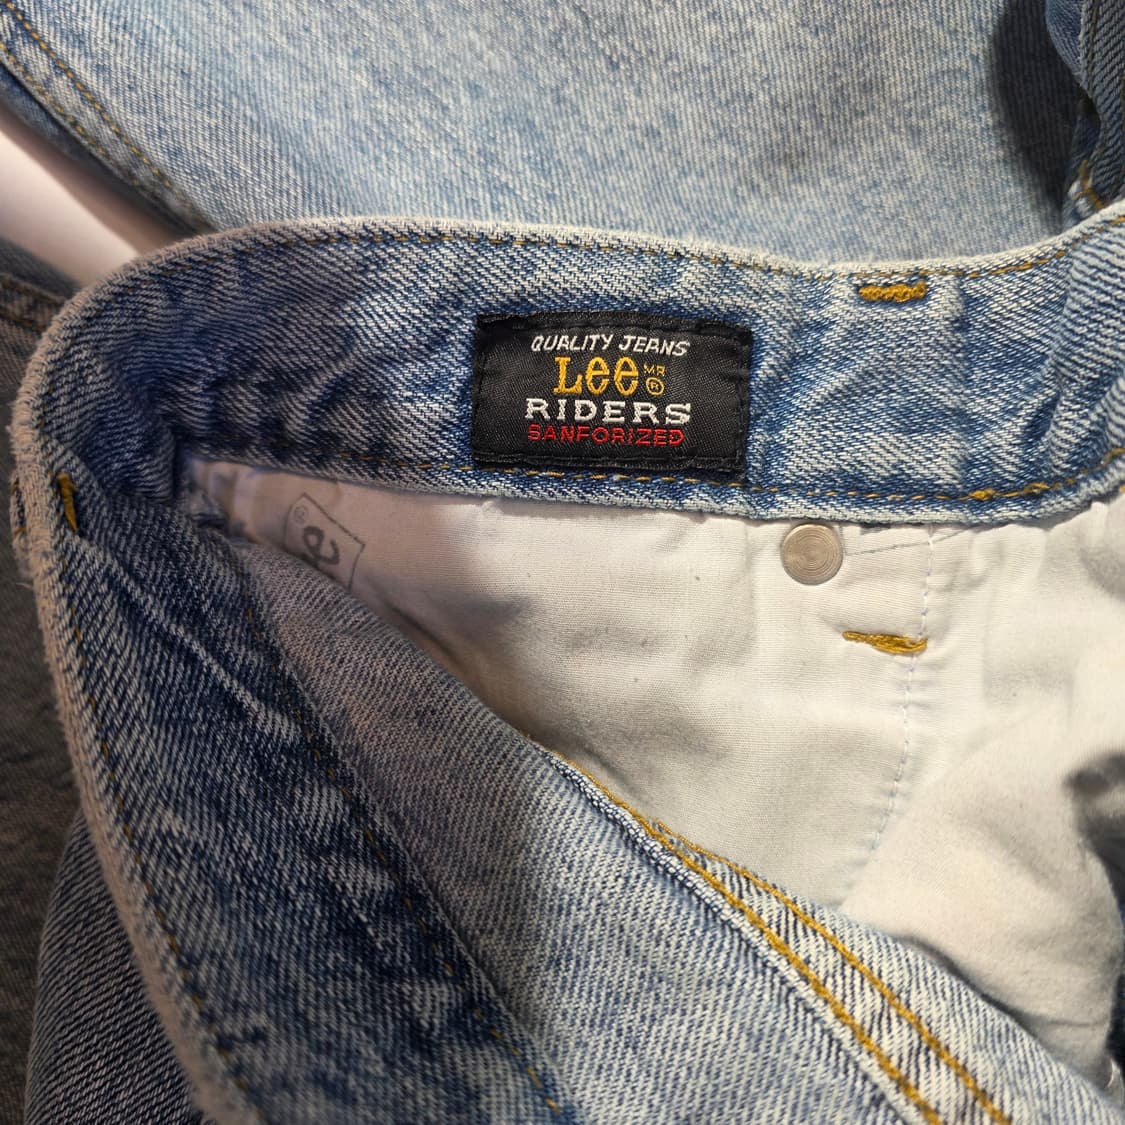 QUALITY JEANS
Lee MR ®
RIDERS
SANFORIZED